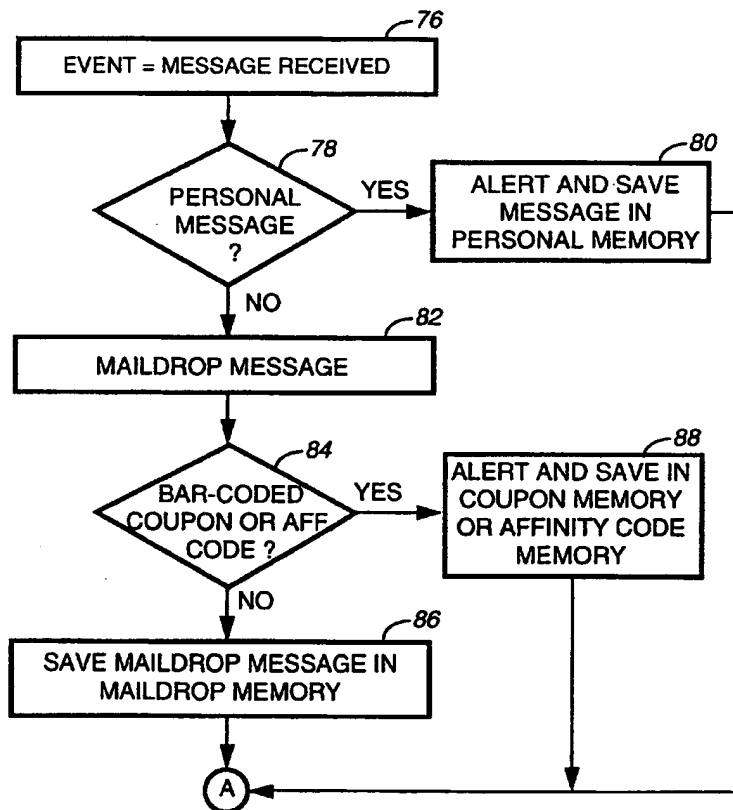 76
EVENT = MESSAGE RECEIVED
78
PERSONAL
MESSAGE
?
YES
80
ALERT AND SAVE
MESSAGE IN
PERSONAL MEMORY
NO
82
MAILDROP MESSAGE
84
BAR-CODED
COUPON OR AFF
CODE ?
YES
88
ALERT AND SAVE IN
COUPON MEMORY
OR AFFINITY CODE
MEMORY
NO
86
SAVE MAILDROP MESSAGE IN
MAILDROP MEMORY
A